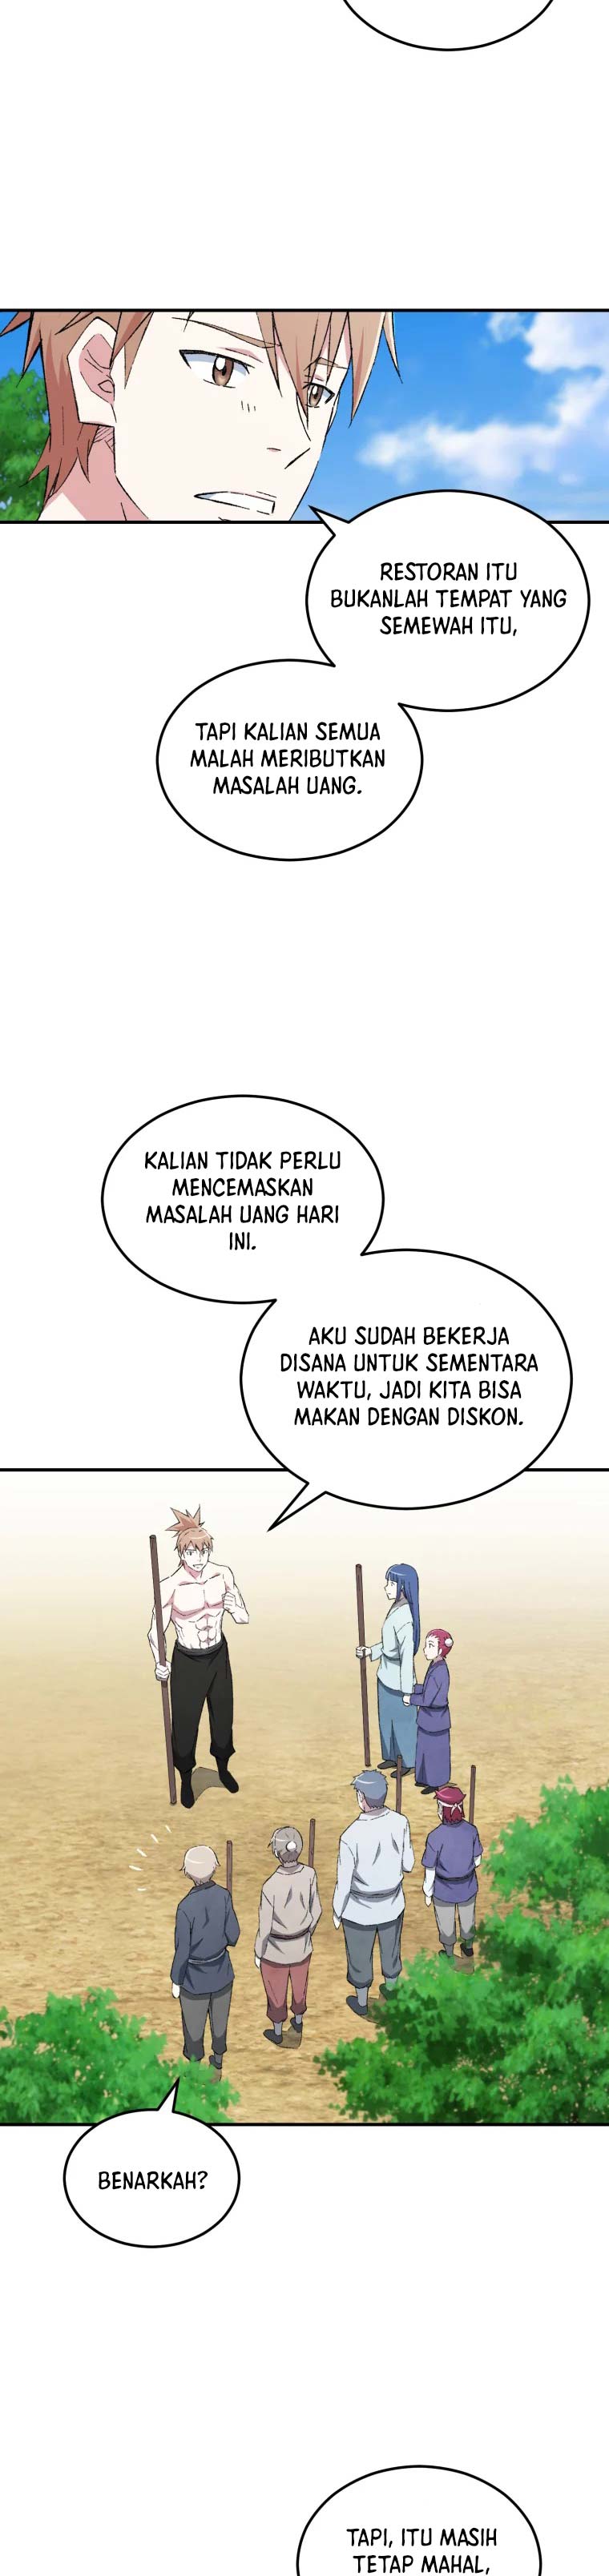 RESTORAN ITU
BUKANLAH TEMPAT YANG
SEMEWAH ITU,
TAPI KALIAN SEMUA
MALAH MERIBUTKAN
MASALAH UANG.
KALIAN TIDAK PERLU
MENCEMASKAN
MASALAH UANG HARI
INI.
AKU SUDAH BEKERJA
DISANA UNTUK SEMENTARA
WAKTU, JADI KITA BISA
MAKAN DENGAN DISKON.
BENARKAH?
TAPI, ITU MASIH
TETAP MAHAL,